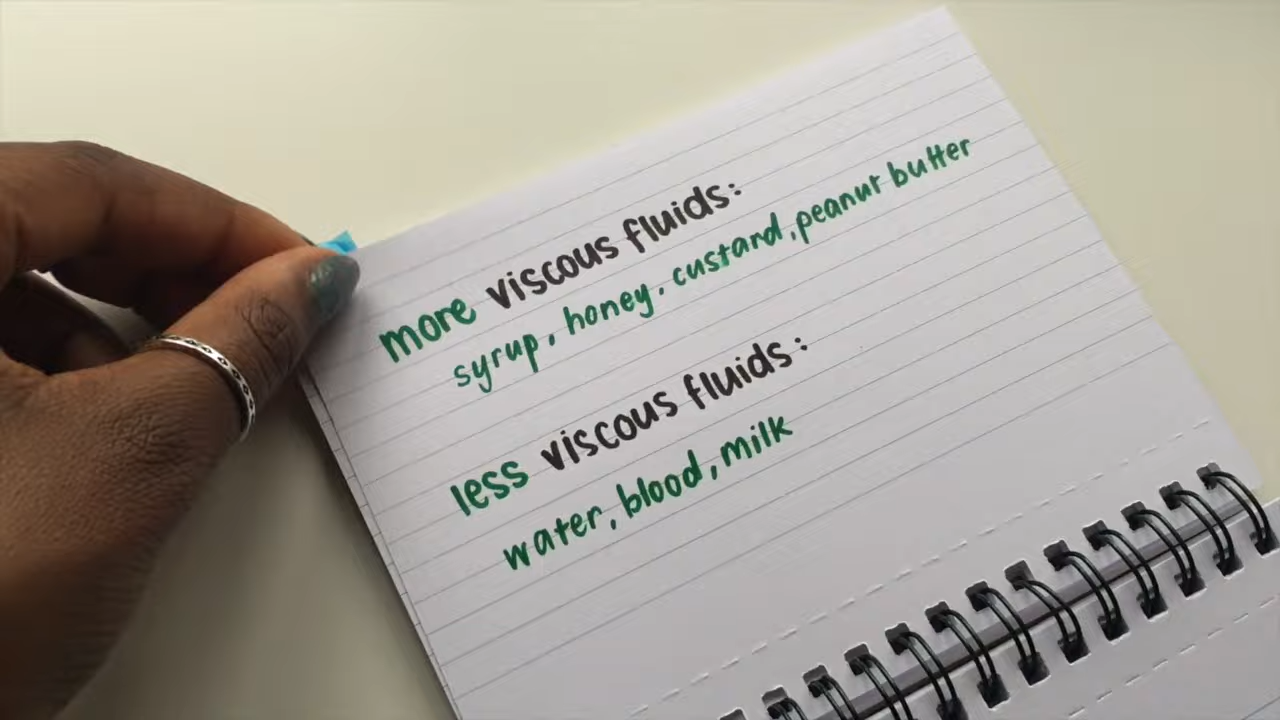 more viscous fluids:
syrup, honey, custard, peanut butter
less viscous fluids:
water, blood, milk